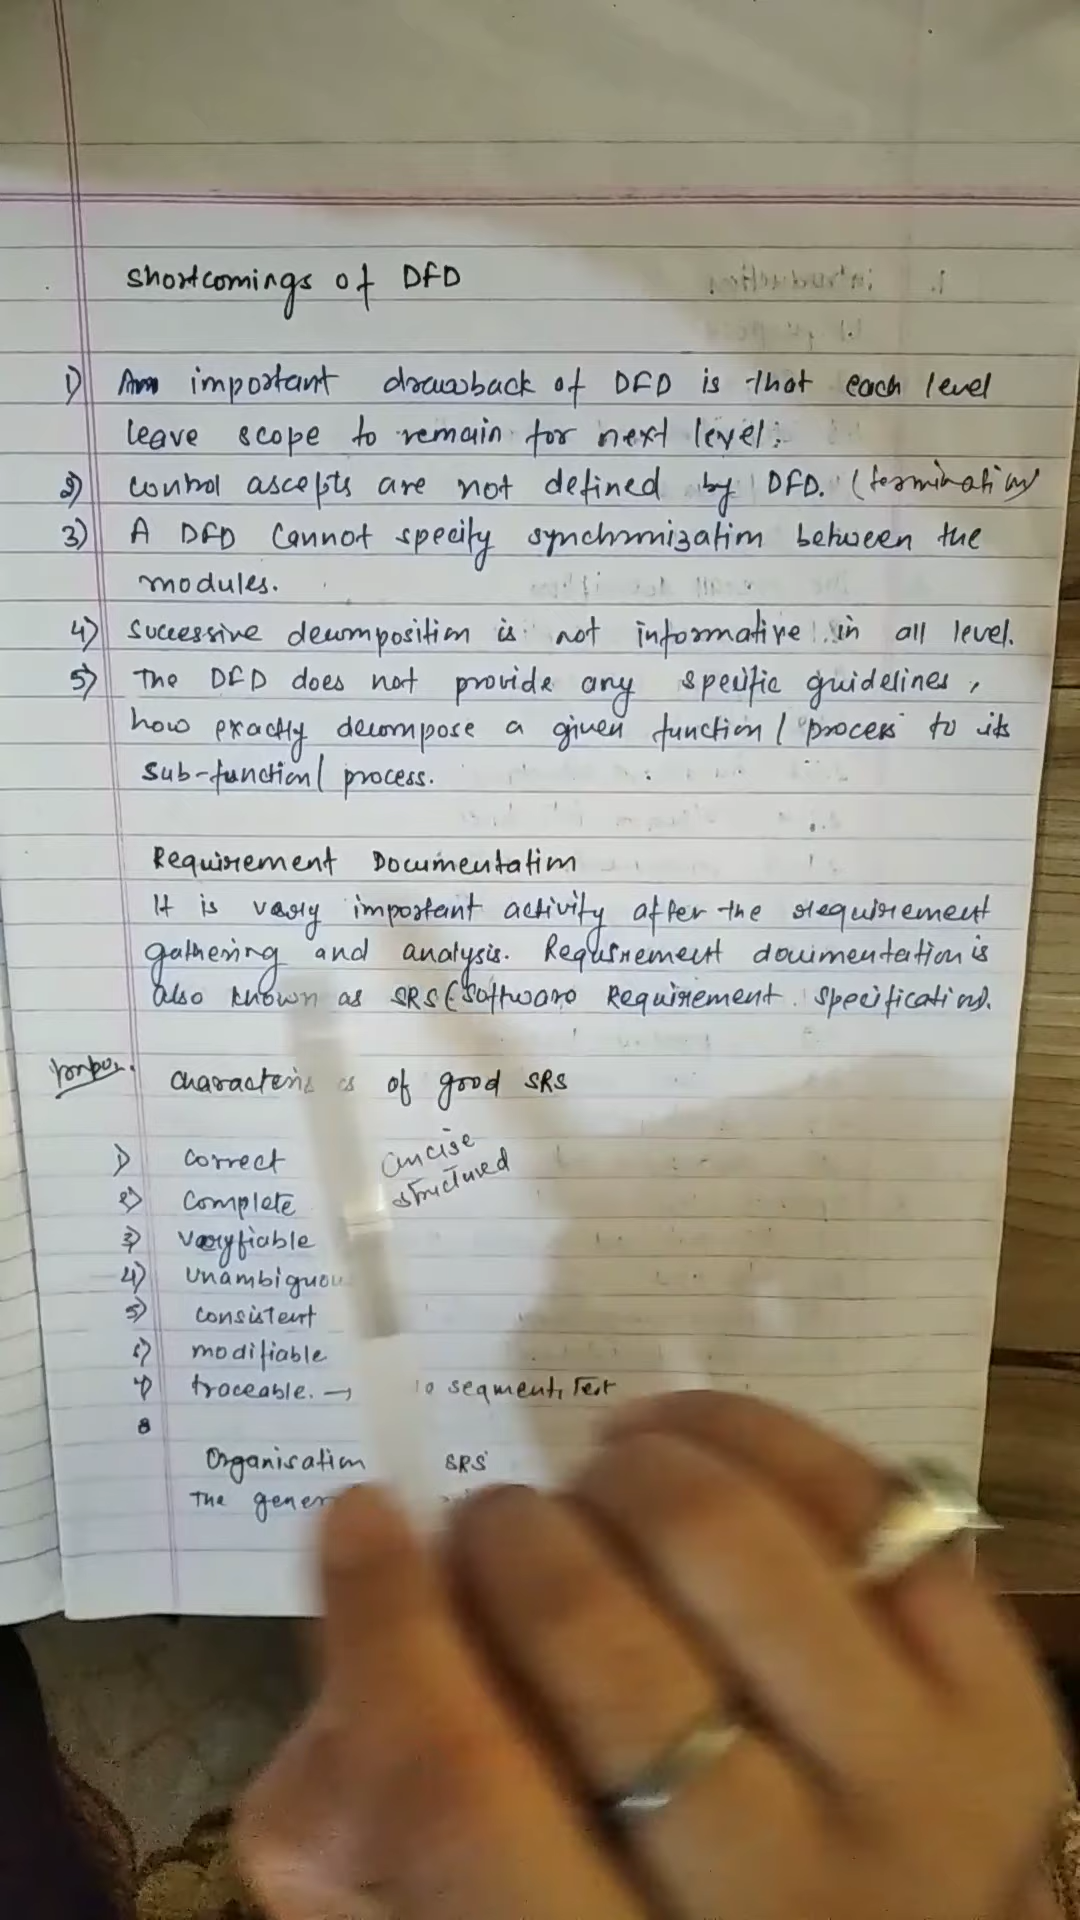 Shortcomings of DFD
1) An important drawback of DFD is that each level
leave scope to remain for next level.
2) control ascepts are not defined by DFD. (termination)
3) A DFD cannot specify synchronization between the
modules.
4) Successive decomposition is not informative in all level.
5) The DFD does not provide any specific guidelines,
how exactly decompose a given function / process to its
sub-function / process.
Requirement Documentation
It is very important activity after the requirement
gathering and analysis. Requirement documentation is
also known as SRS (Software Requirement Specification).
Impor. of good SRS
1) correct concise
structured
2) Complete
3) Veryfiable
4)
5) consistent
6) modifiable
7) traceable. → segment, Test
8
Organisation SRS
The